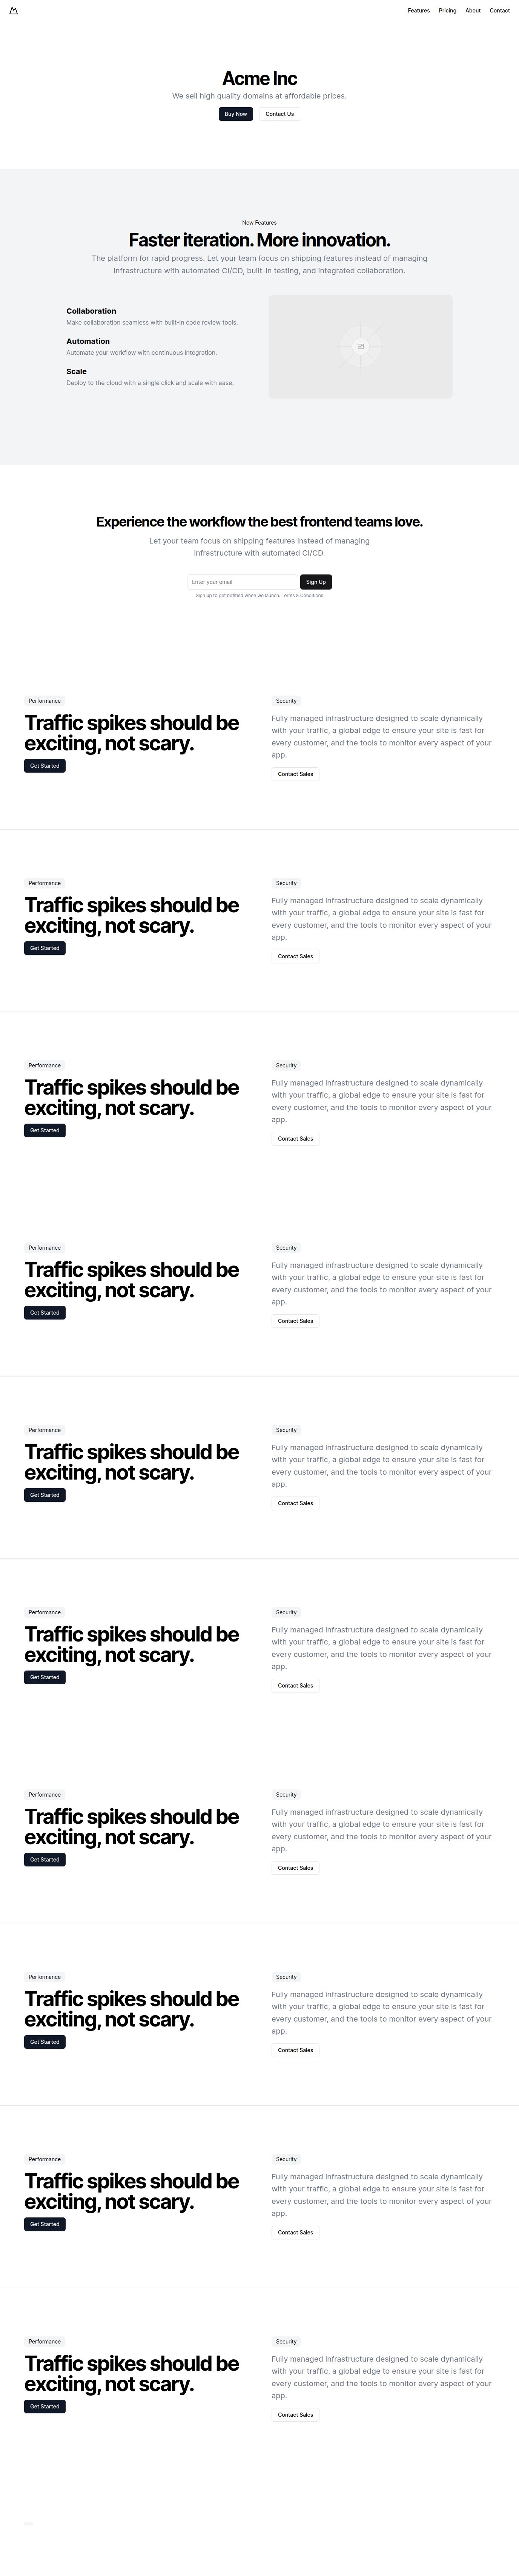 Features Pricing About Contact
Acme Inc
We sell high quality domains at affordable prices.
Buy Now Contact Us
New Features
Faster iteration. More innovation.
The platform for rapid progress. Let your team focus on shipping features instead of managing
infrastructure with automated CI/CD, built-in testing, and integrated collaboration.
Collaboration
Make collaboration seamless with built-in code review tools.
Automation
Automate your workflow with continuous integration.
Scale
Deploy to the cloud with a single click and scale with ease.
Experience the workflow the best frontend teams love.
Let your team focus on shipping features instead of managing
infrastructure with automated CI/CD.
Enter your email Sign Up
Sign up to get notified when we launch. Terms & Conditions
Performance
Traffic spikes should be
exciting, not scary.
Get Started
Security
Fully managed infrastructure designed to scale dynamically
with your traffic, a global edge to ensure your site is fast for
every customer, and the tools to monitor every aspect of your
app.
Contact Sales
Performance
Traffic spikes should be
exciting, not scary.
Get Started
Security
Fully managed infrastructure designed to scale dynamically
with your traffic, a global edge to ensure your site is fast for
every customer, and the tools to monitor every aspect of your
app.
Contact Sales
Performance
Traffic spikes should be
exciting, not scary.
Get Started
Security
Fully managed infrastructure designed to scale dynamically
with your traffic, a global edge to ensure your site is fast for
every customer, and the tools to monitor every aspect of your
app.
Contact Sales
Performance
Traffic spikes should be
exciting, not scary.
Get Started
Security
Fully managed infrastructure designed to scale dynamically
with your traffic, a global edge to ensure your site is fast for
every customer, and the tools to monitor every aspect of your
app.
Contact Sales
Performance
Traffic spikes should be
exciting, not scary.
Get Started
Security
Fully managed infrastructure designed to scale dynamically
with your traffic, a global edge to ensure your site is fast for
every customer, and the tools to monitor every aspect of your
app.
Contact Sales
Performance
Traffic spikes should be
exciting, not scary.
Get Started
Security
Fully managed infrastructure designed to scale dynamically
with your traffic, a global edge to ensure your site is fast for
every customer, and the tools to monitor every aspect of your
app.
Contact Sales
Performance
Traffic spikes should be
exciting, not scary.
Get Started
Security
Fully managed infrastructure designed to scale dynamically
with your traffic, a global edge to ensure your site is fast for
every customer, and the tools to monitor every aspect of your
app.
Contact Sales
Performance
Traffic spikes should be
exciting, not scary.
Get Started
Security
Fully managed infrastructure designed to scale dynamically
with your traffic, a global edge to ensure your site is fast for
every customer, and the tools to monitor every aspect of your
app.
Contact Sales
Performance
Traffic spikes should be
exciting, not scary.
Get Started
Security
Fully managed infrastructure designed to scale dynamically
with your traffic, a global edge to ensure your site is fast for
every customer, and the tools to monitor every aspect of your
app.
Contact Sales
Performance
Traffic spikes should be
exciting, not scary.
Get Started
Security
Fully managed infrastructure designed to scale dynamically
with your traffic, a global edge to ensure your site is fast for
every customer, and the tools to monitor every aspect of your
app.
Contact Sales